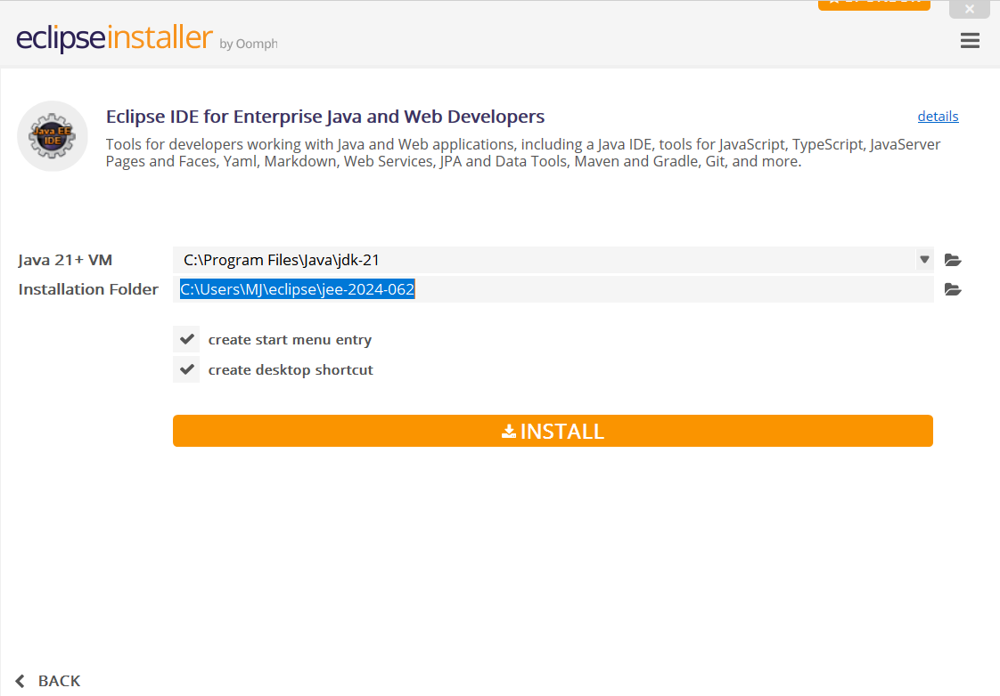 eclipseinstaller by Oomph
Java EE
IDE
Eclipse IDE for Enterprise Java and Web Developers
details
Tools for developers working with Java and Web applications, including a Java IDE, tools for JavaScript, TypeScript, JavaServer
Pages and Faces, Yaml, Markdown, Web Services, JPA and Data Tools, Maven and Gradle, Git, and more.
Java 21+ VM
C:\Program Files\Java\jdk-21
Installation Folder
C:\Users\MJ\eclipse\jee-2024-062
create start menu entry
create desktop shortcut
INSTALL
BACK